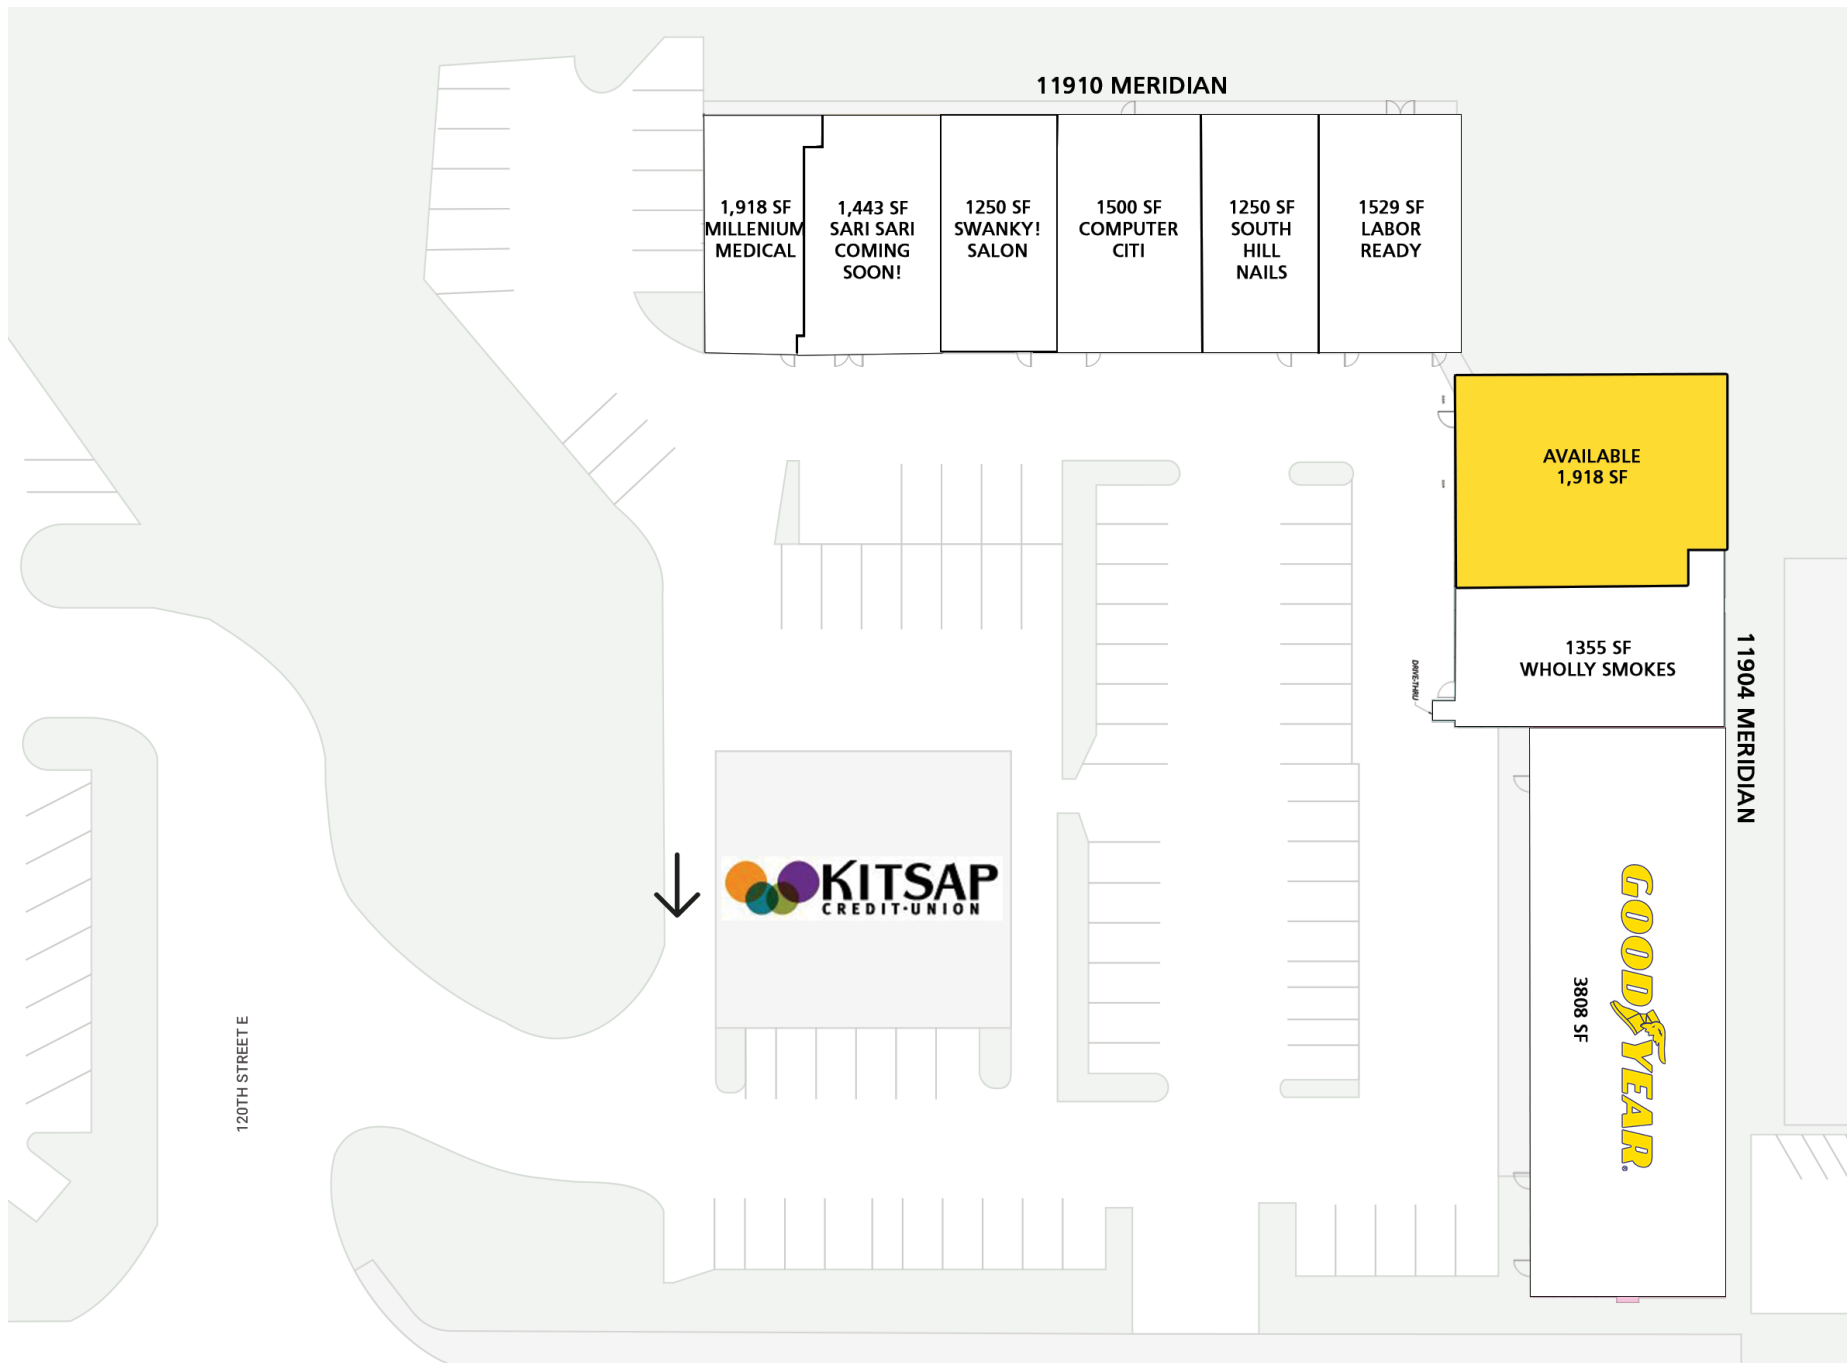 11910 MERIDIAN
1,918 SF
MILLENIUM
MEDICAL
1,443 SF
SARI SARI
COMING
SOON!
1250 SF
SWANKY!
SALON
1500 SF
COMPUTER
CITI
1250 SF
SOUTH
HILL
NAILS
1529 SF
LABOR
READY
AVAILABLE
1,918 SF
1355 SF
WHOLLY SMOKES
DRIVE-THRU
11904 MERIDIAN
KITSAP
CREDIT·UNION
GOODYEAR®
3808 SF
120TH STREET E